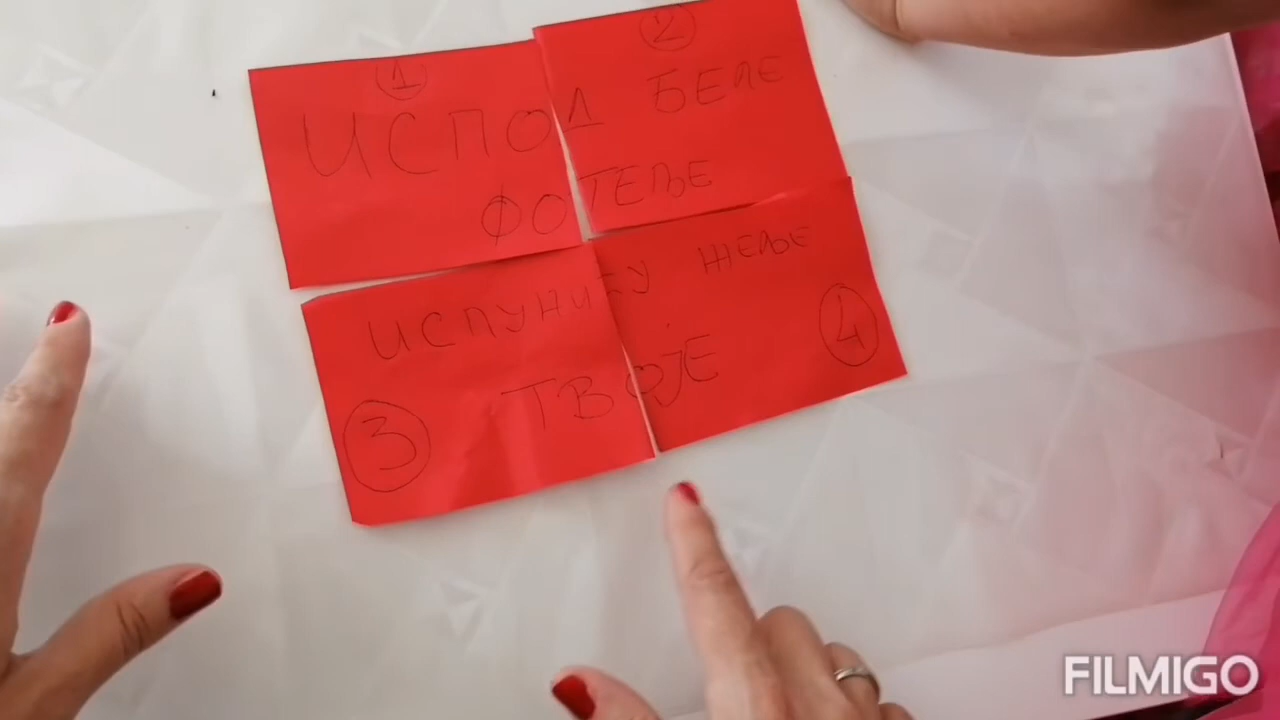 1
2
ИСПОД БЕЛЕ
ФОТЕЉЕ
ИСПУНИЋУ ЖЕЉЕ
ТВОЈЕ
3
4
FILMIGO